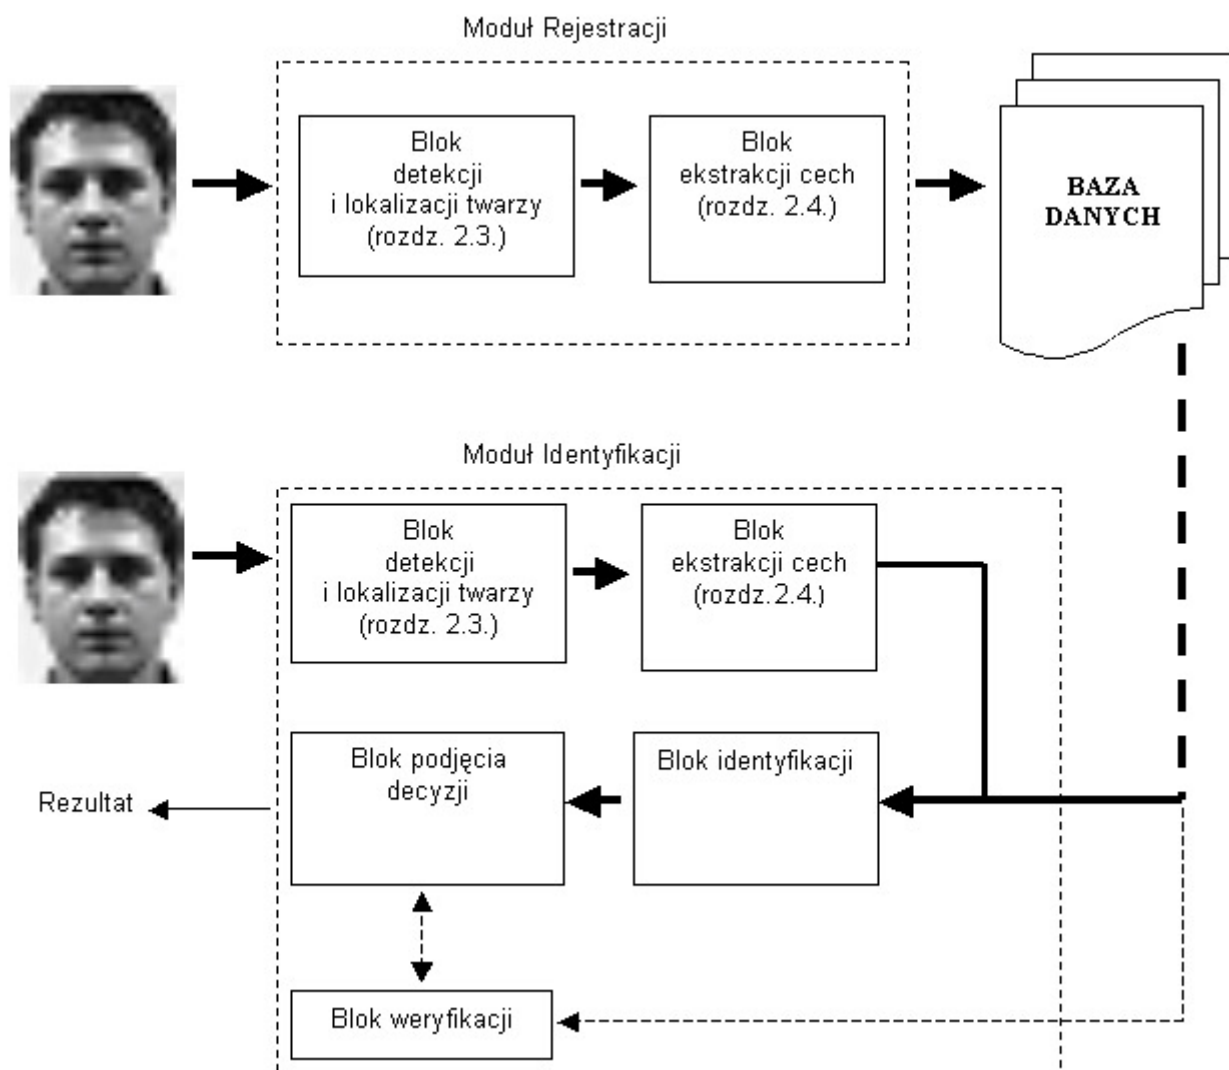 Moduł Rejestracji
Blok
detekcji
i lokalizacji twarzy
(rozdz. 2.3.)
Blok
ekstrakcji cech
(rozdz. 2.4.)
BAZA
DANYCH
Moduł Identyfikacji
Blok
detekcji
i lokalizacji twarzy
(rozdz. 2.3.)
Blok
ekstrakcji cech
(rozdz.2.4.)
Rezultat
Blok podjęcia
decyzji
Blok identyfikacji
Blok weryfikacji